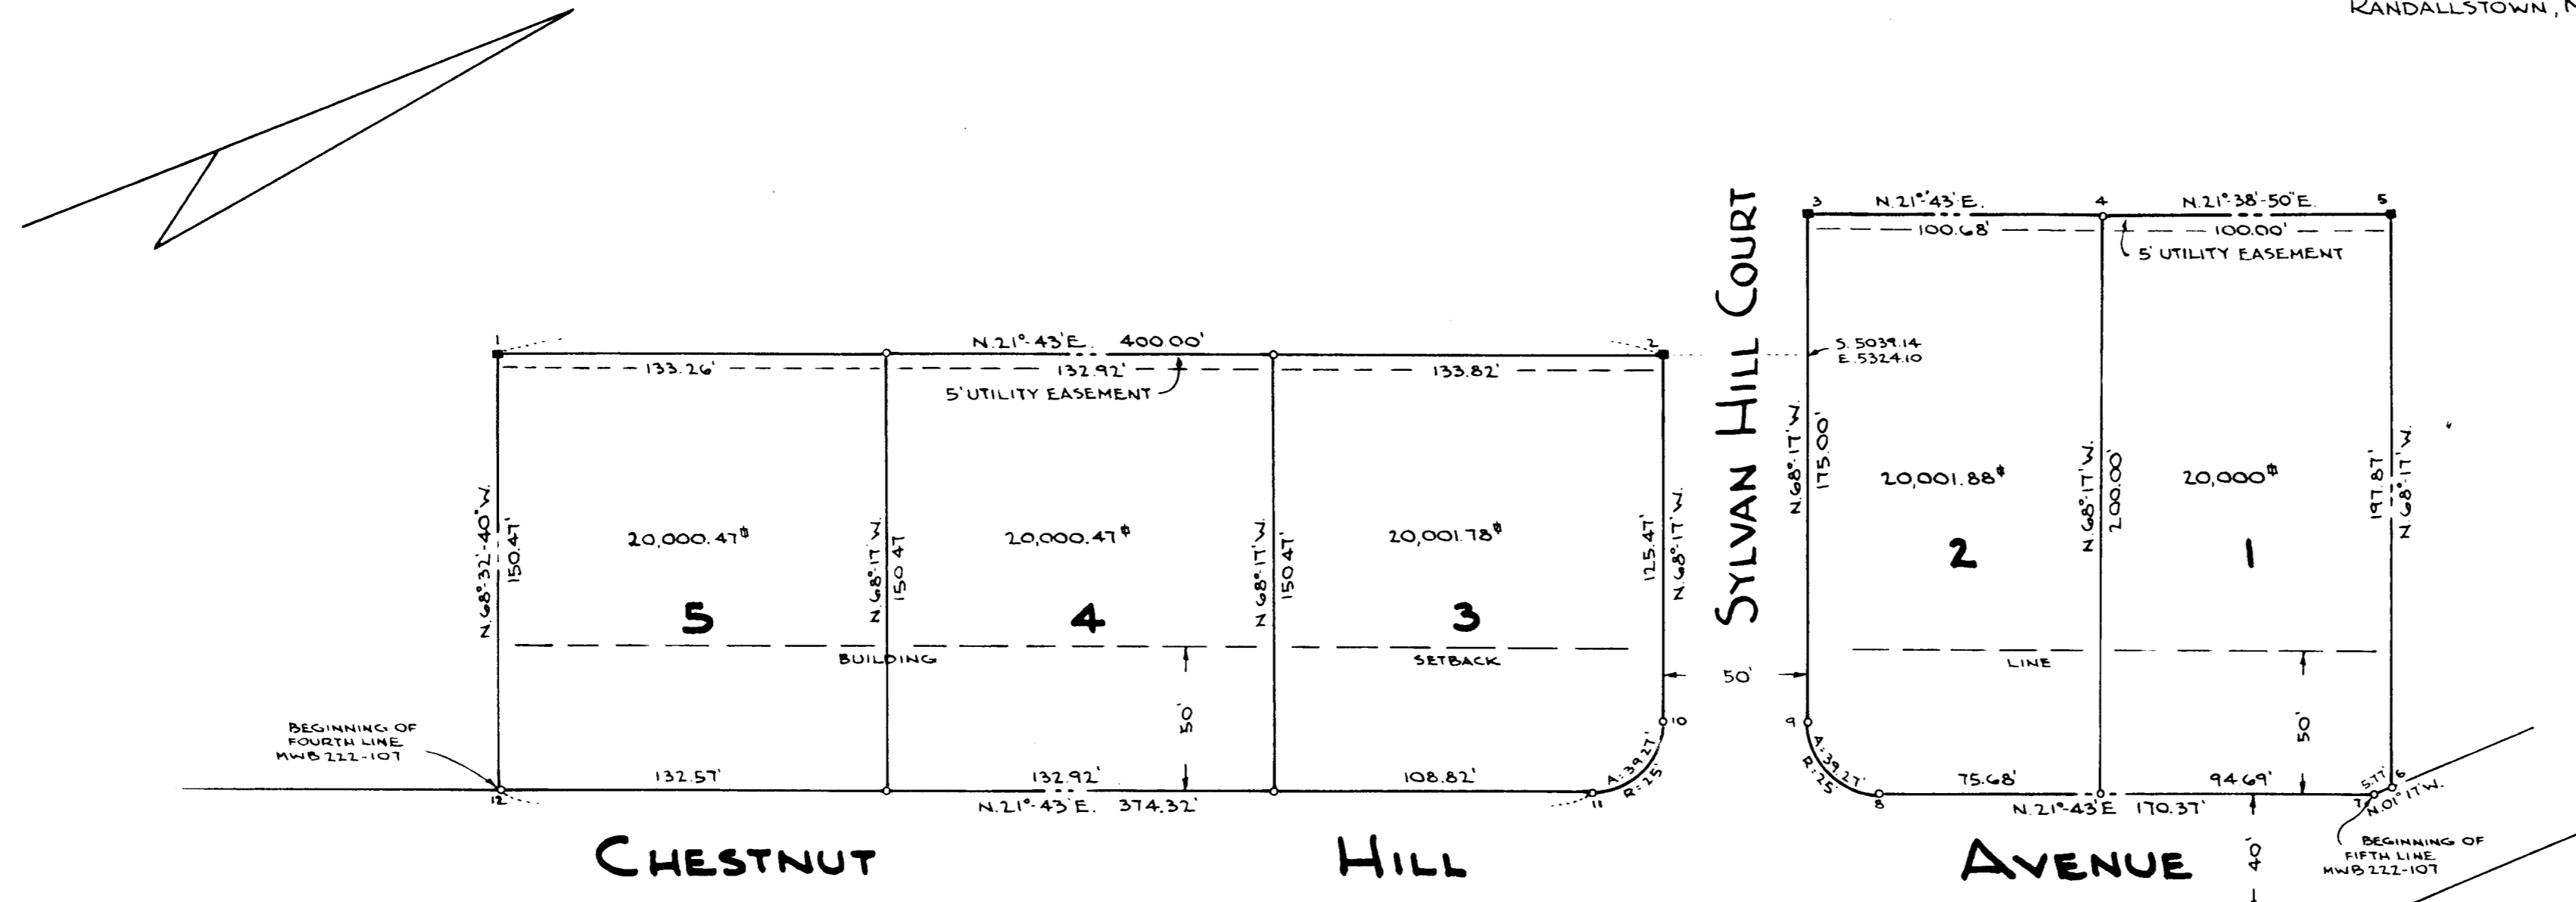 RANDALLSTOWN,
3
N.21°-43'E.
4
N.21°-38'-50"E.
5
100.68'
100.00'
5' UTILITY EASEMENT
1
N.21°-43'E. 400.00'
2
133.26'
132.92'
133.82'
5' UTILITY EASEMENT
S. 5039.14
E. 5324.10
SYLVAN HILL COURT
N.68°-32'-40"W.
150.47'
20,000.47⌗
N.68°-17'W.
150.47
20,000.47⌗
N.68°-17'W.
150.47'
20,001.78⌗
125.47'
N.68°-17'W.
N.68°-17'W.
175.00'
20,001.88⌗
N.68°-17'W.
200.00'
20,000⌗
197.87'
N.68°-17'W.
5
4
3
2
1
BUILDING
SETBACK
LINE
50'
50'
50'
BEGINNING OF
FOURTH LINE
MWB 222-107
10
9
A:39.27'
R:25'
A:39.27'
R:25'
12
132.57'
132.92'
108.82'
11
8
75.68'
94.69'
7
5.77'
6
N.01°17'W.
N.21°-43'E. 374.32'
N.21°-43'E 170.37'
CHESTNUT HILL AVENUE
40'
BEGINNING OF
FIFTH LINE
MWB 222-107